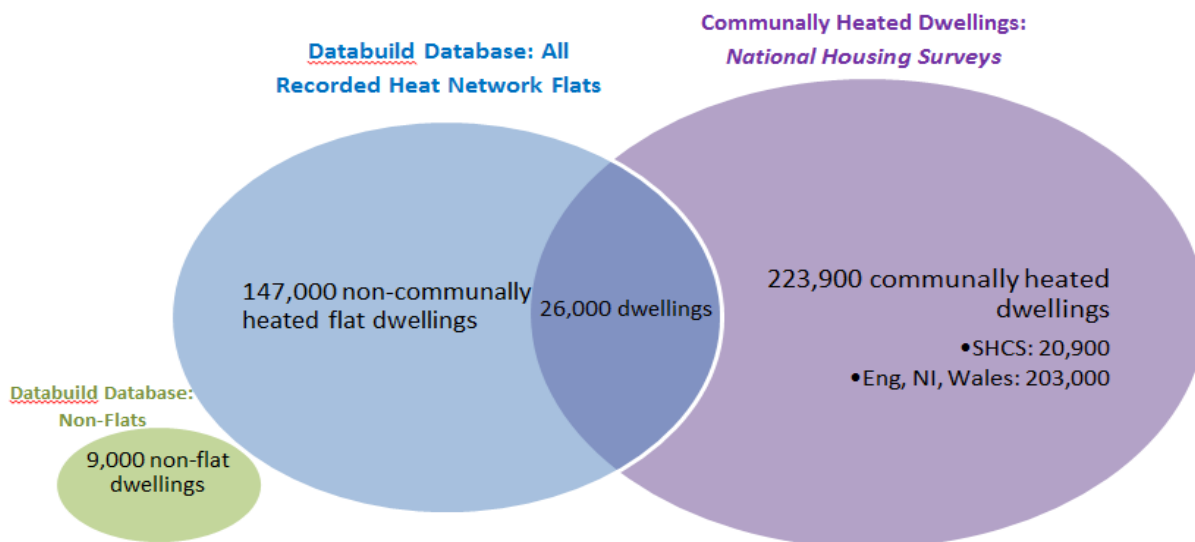 Communally Heated Dwellings:
National Housing Surveys
Databuild Database: All
Recorded Heat Network Flats
147,000 non-communally
heated flat dwellings
26,000 dwellings
223,900 communally heated
dwellings
•SHCS: 20,900
•Eng, NI, Wales: 203,000
Databuild Database:
Non-Flats
9,000 non-flat
dwellings